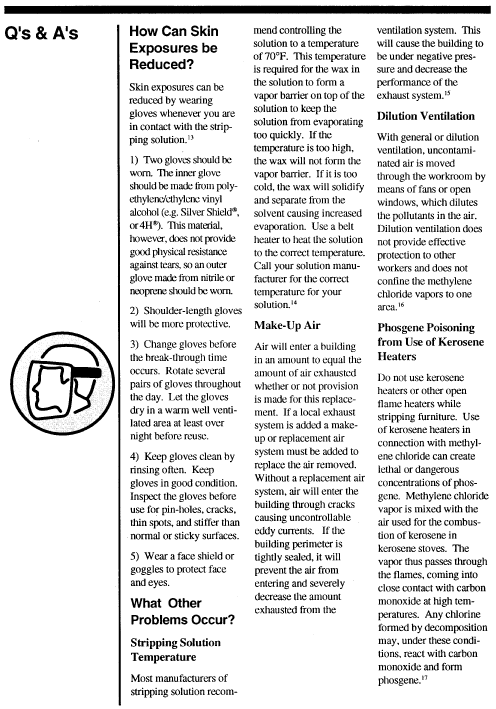 Q's & A's
How Can Skin
Exposures be
Reduced?
Skin exposures can be
reduced by wearing
gloves whenever you are
in contact with the strip-
ping solution.¹³
1) Two gloves should be
worn. The inner glove
should be made from poly-
ethylene/ethylene vinyl
alcohol (e.g. Silver Shield®,
or 4H®). This material,
however, does not provide
good physical resistance
against tears, so an outer
glove made from nitrile or
neoprene should be worn.
2) Shoulder-length gloves
will be more protective.
3) Change gloves before
the break-through time
occurs. Rotate several
pairs of gloves throughout
the day. Let the gloves
dry in a warm well venti-
lated area at least over
night before reuse.
4) Keep gloves clean by
rinsing often. Keep
gloves in good condition.
Inspect the gloves before
use for pin-holes, cracks,
thin spots, and stiffer than
normal or sticky surfaces.
5) Wear a face shield or
goggles to protect face
and eyes.
What Other
Problems Occur?
Stripping Solution
Temperature
Most manufacturers of
stripping solution recom-
mend controlling the
solution to a temperature
of 70°F. This temperature
is required for the wax in
the solution to form a
vapor barrier on top of the
solution to keep the
solution from evaporating
too quickly. If the
temperature is too high,
the wax will not form the
vapor barrier. If it is too
cold, the wax will solidify
and separate from the
solvent causing increased
evaporation. Use a belt
heater to heat the solution
to the correct temperature.
Call your solution manu-
facturer for the correct
temperature for your
solution.¹⁴
Make-Up Air
Air will enter a building
in an amount to equal the
amount of air exhausted
whether or not provision
is made for this replace-
ment. If a local exhaust
system is added a make-
up or replacement air
system must be added to
replace the air removed.
Without a replacement air
system, air will enter the
building through cracks
causing uncontrollable
eddy currents. If the
building perimeter is
tightly sealed, it will
prevent the air from
entering and severely
decrease the amount
exhausted from the
ventilation system. This
will cause the building to
be under negative pres-
sure and decrease the
performance of the
exhaust system.¹⁵
Dilution Ventilation
With general or dilution
ventilation, uncontami-
nated air is moved
through the workroom by
means of fans or open
windows, which dilutes
the pollutants in the air.
Dilution ventilation does
not provide effective
protection to other
workers and does not
confine the methylene
chloride vapors to one
area.¹⁶
Phosgene Poisoning
from Use of Kerosene
Heaters
Do not use kerosene
heaters or other open
flame heaters while
stripping furniture. Use
of kerosene heaters in
connection with methyl-
ene chloride can create
lethal or dangerous
concentrations of phos-
gene. Methylene chloride
vapor is mixed with the
air used for the combus-
tion of kerosene in
kerosene stoves. The
vapor thus passes through
the flames, coming into
close contact with carbon
monoxide at high tem-
peratures. Any chlorine
formed by decomposition
may, under these condi-
tions, react with carbon
monoxide and form
phosgene.¹⁷